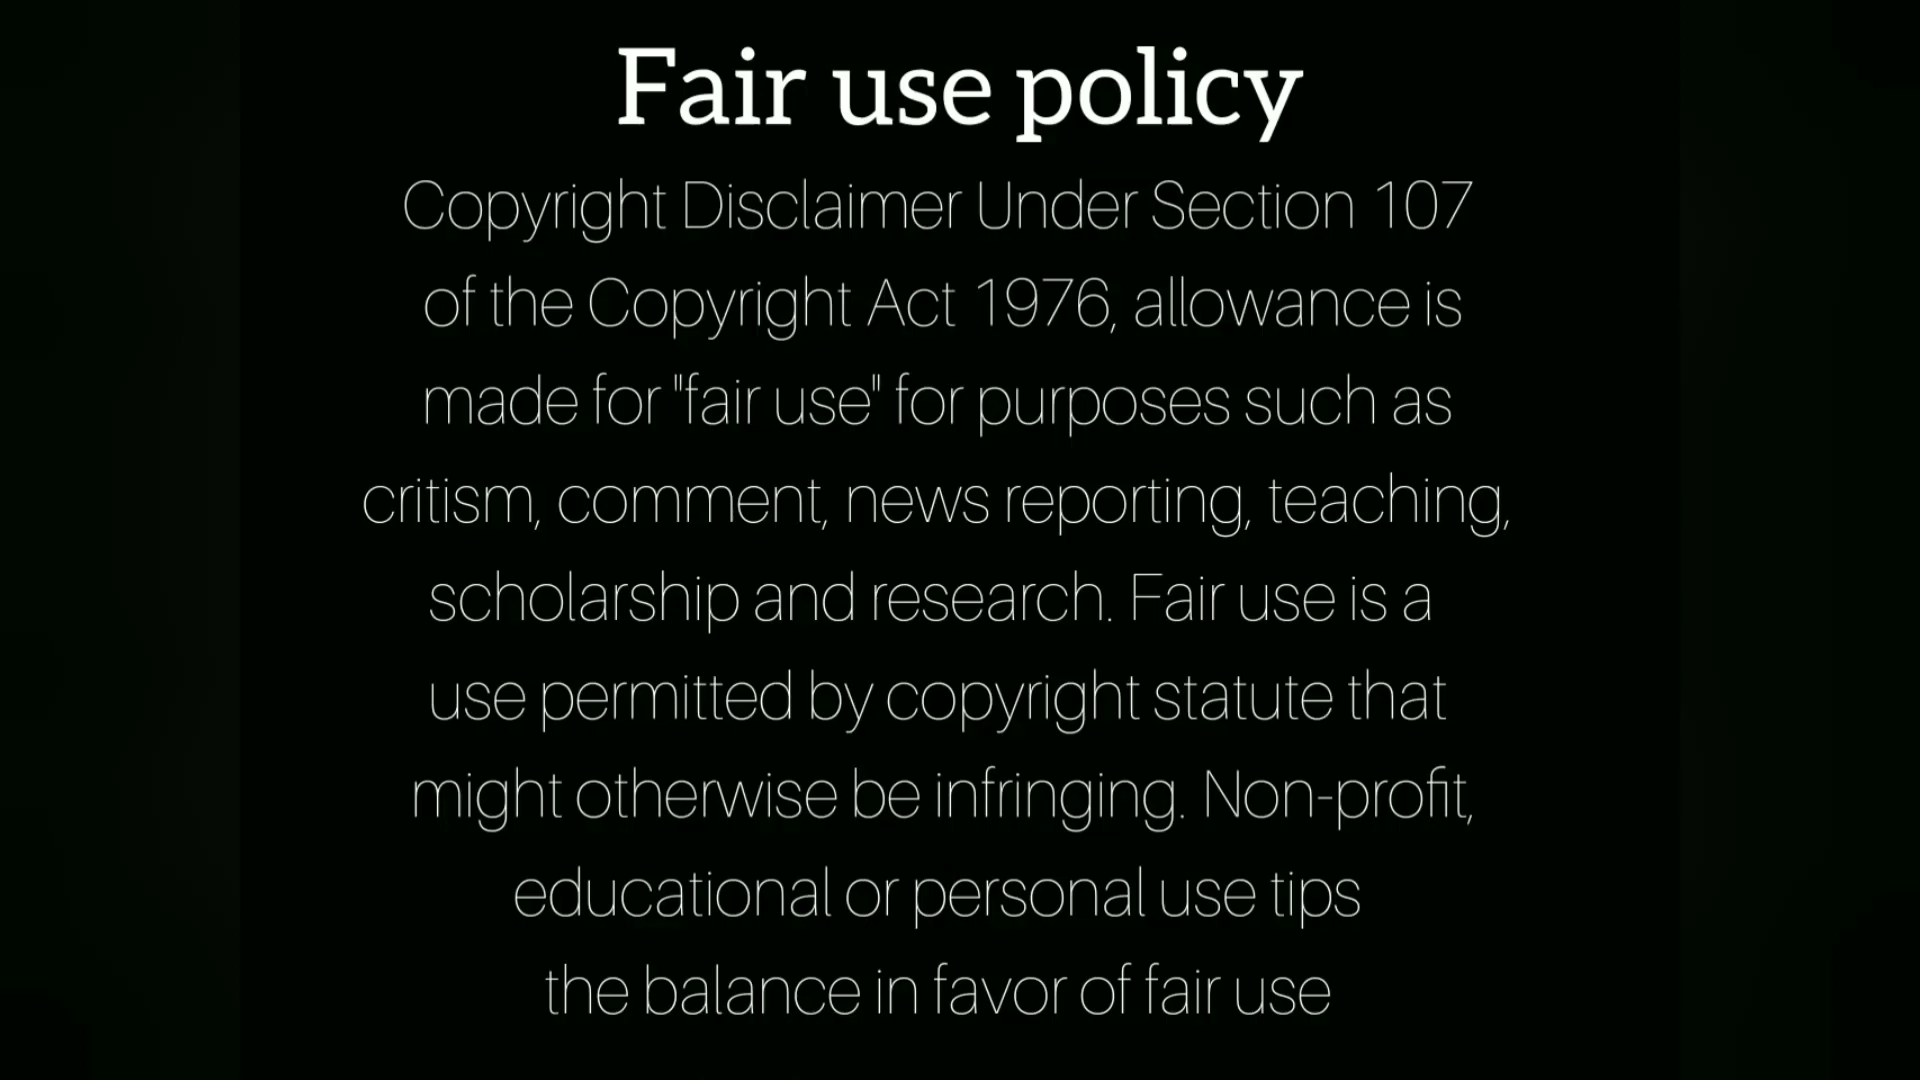 Fair use policy
Copyright Disclaimer Under Section 107
of the Copyright Act 1976, allowance is
made for "fair use" for purposes such as
critism, comment, news reporting, teaching,
scholarship and research. Fair use is a
use permitted by copyright statute that
might otherwise be infringing. Non-profit,
educational or personal use tips
the balance in favor of fair use